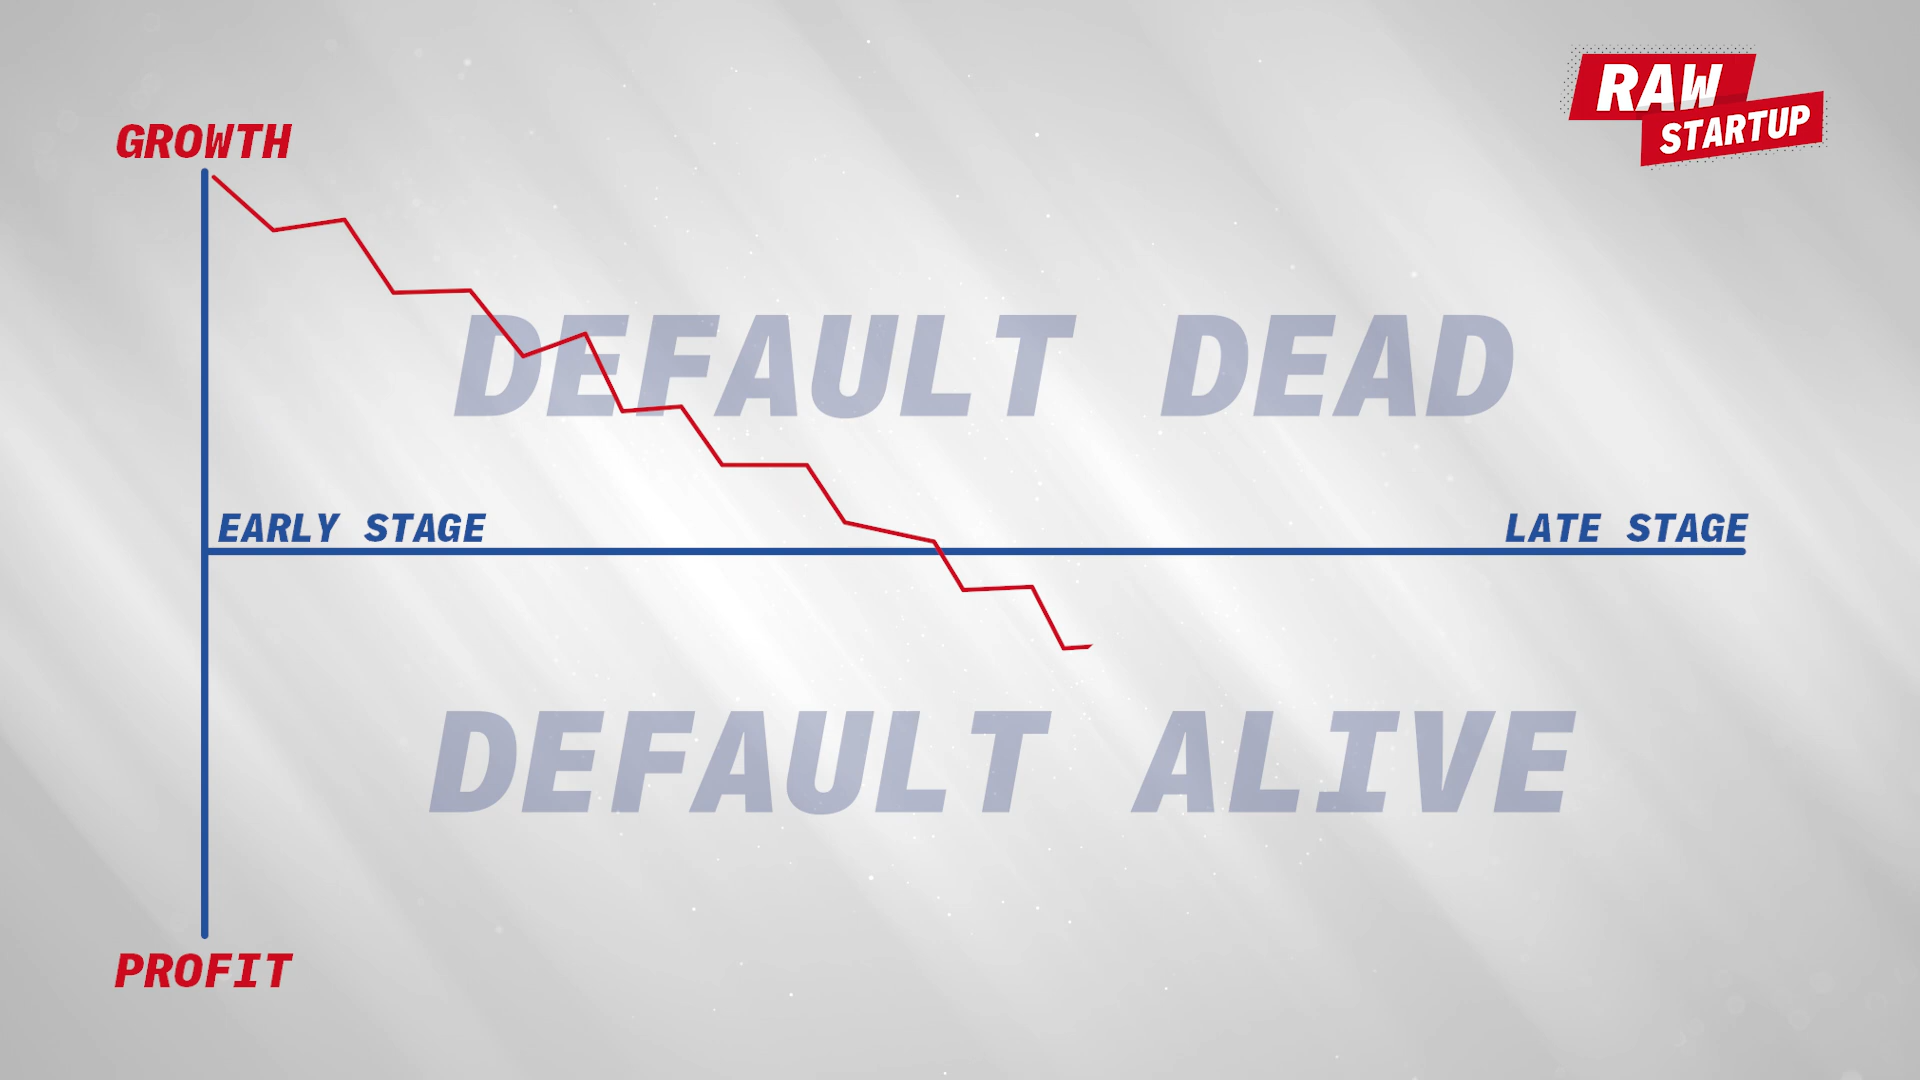 RAW
STARTUP
GROWTH
DEFAULT DEAD
EARLY STAGE
LATE STAGE
DEFAULT ALIVE
PROFIT